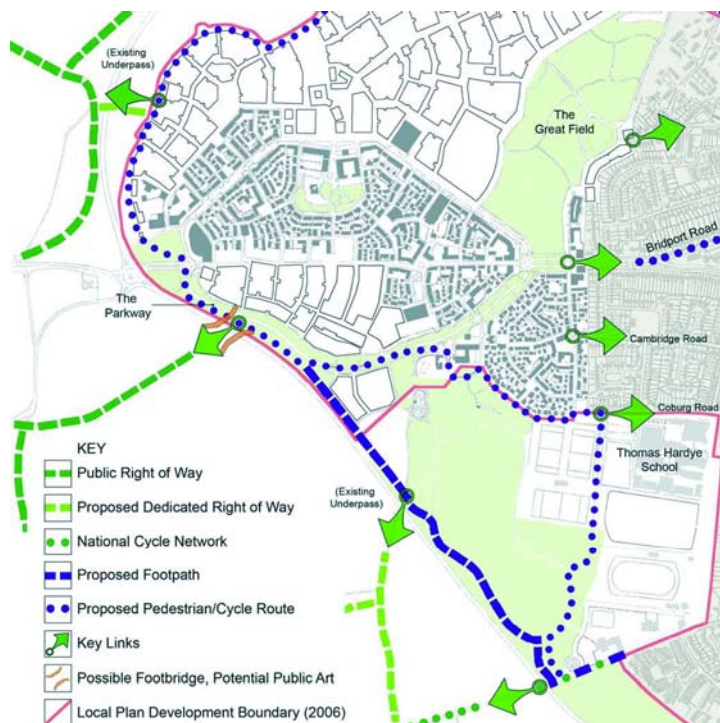 (Existing
Underpass)
The
Great Field
Bridport Road
The
Parkway
Cambridge Road
Coburg Road
Thomas Hardye
School
(Existing
Underpass)
KEY
Public Right of Way
Proposed Dedicated Right of Way
National Cycle Network
Proposed Footpath
Proposed Pedestrian/Cycle Route
Key Links
Possible Footbridge, Potential Public Art
Local Plan Development Boundary (2006)